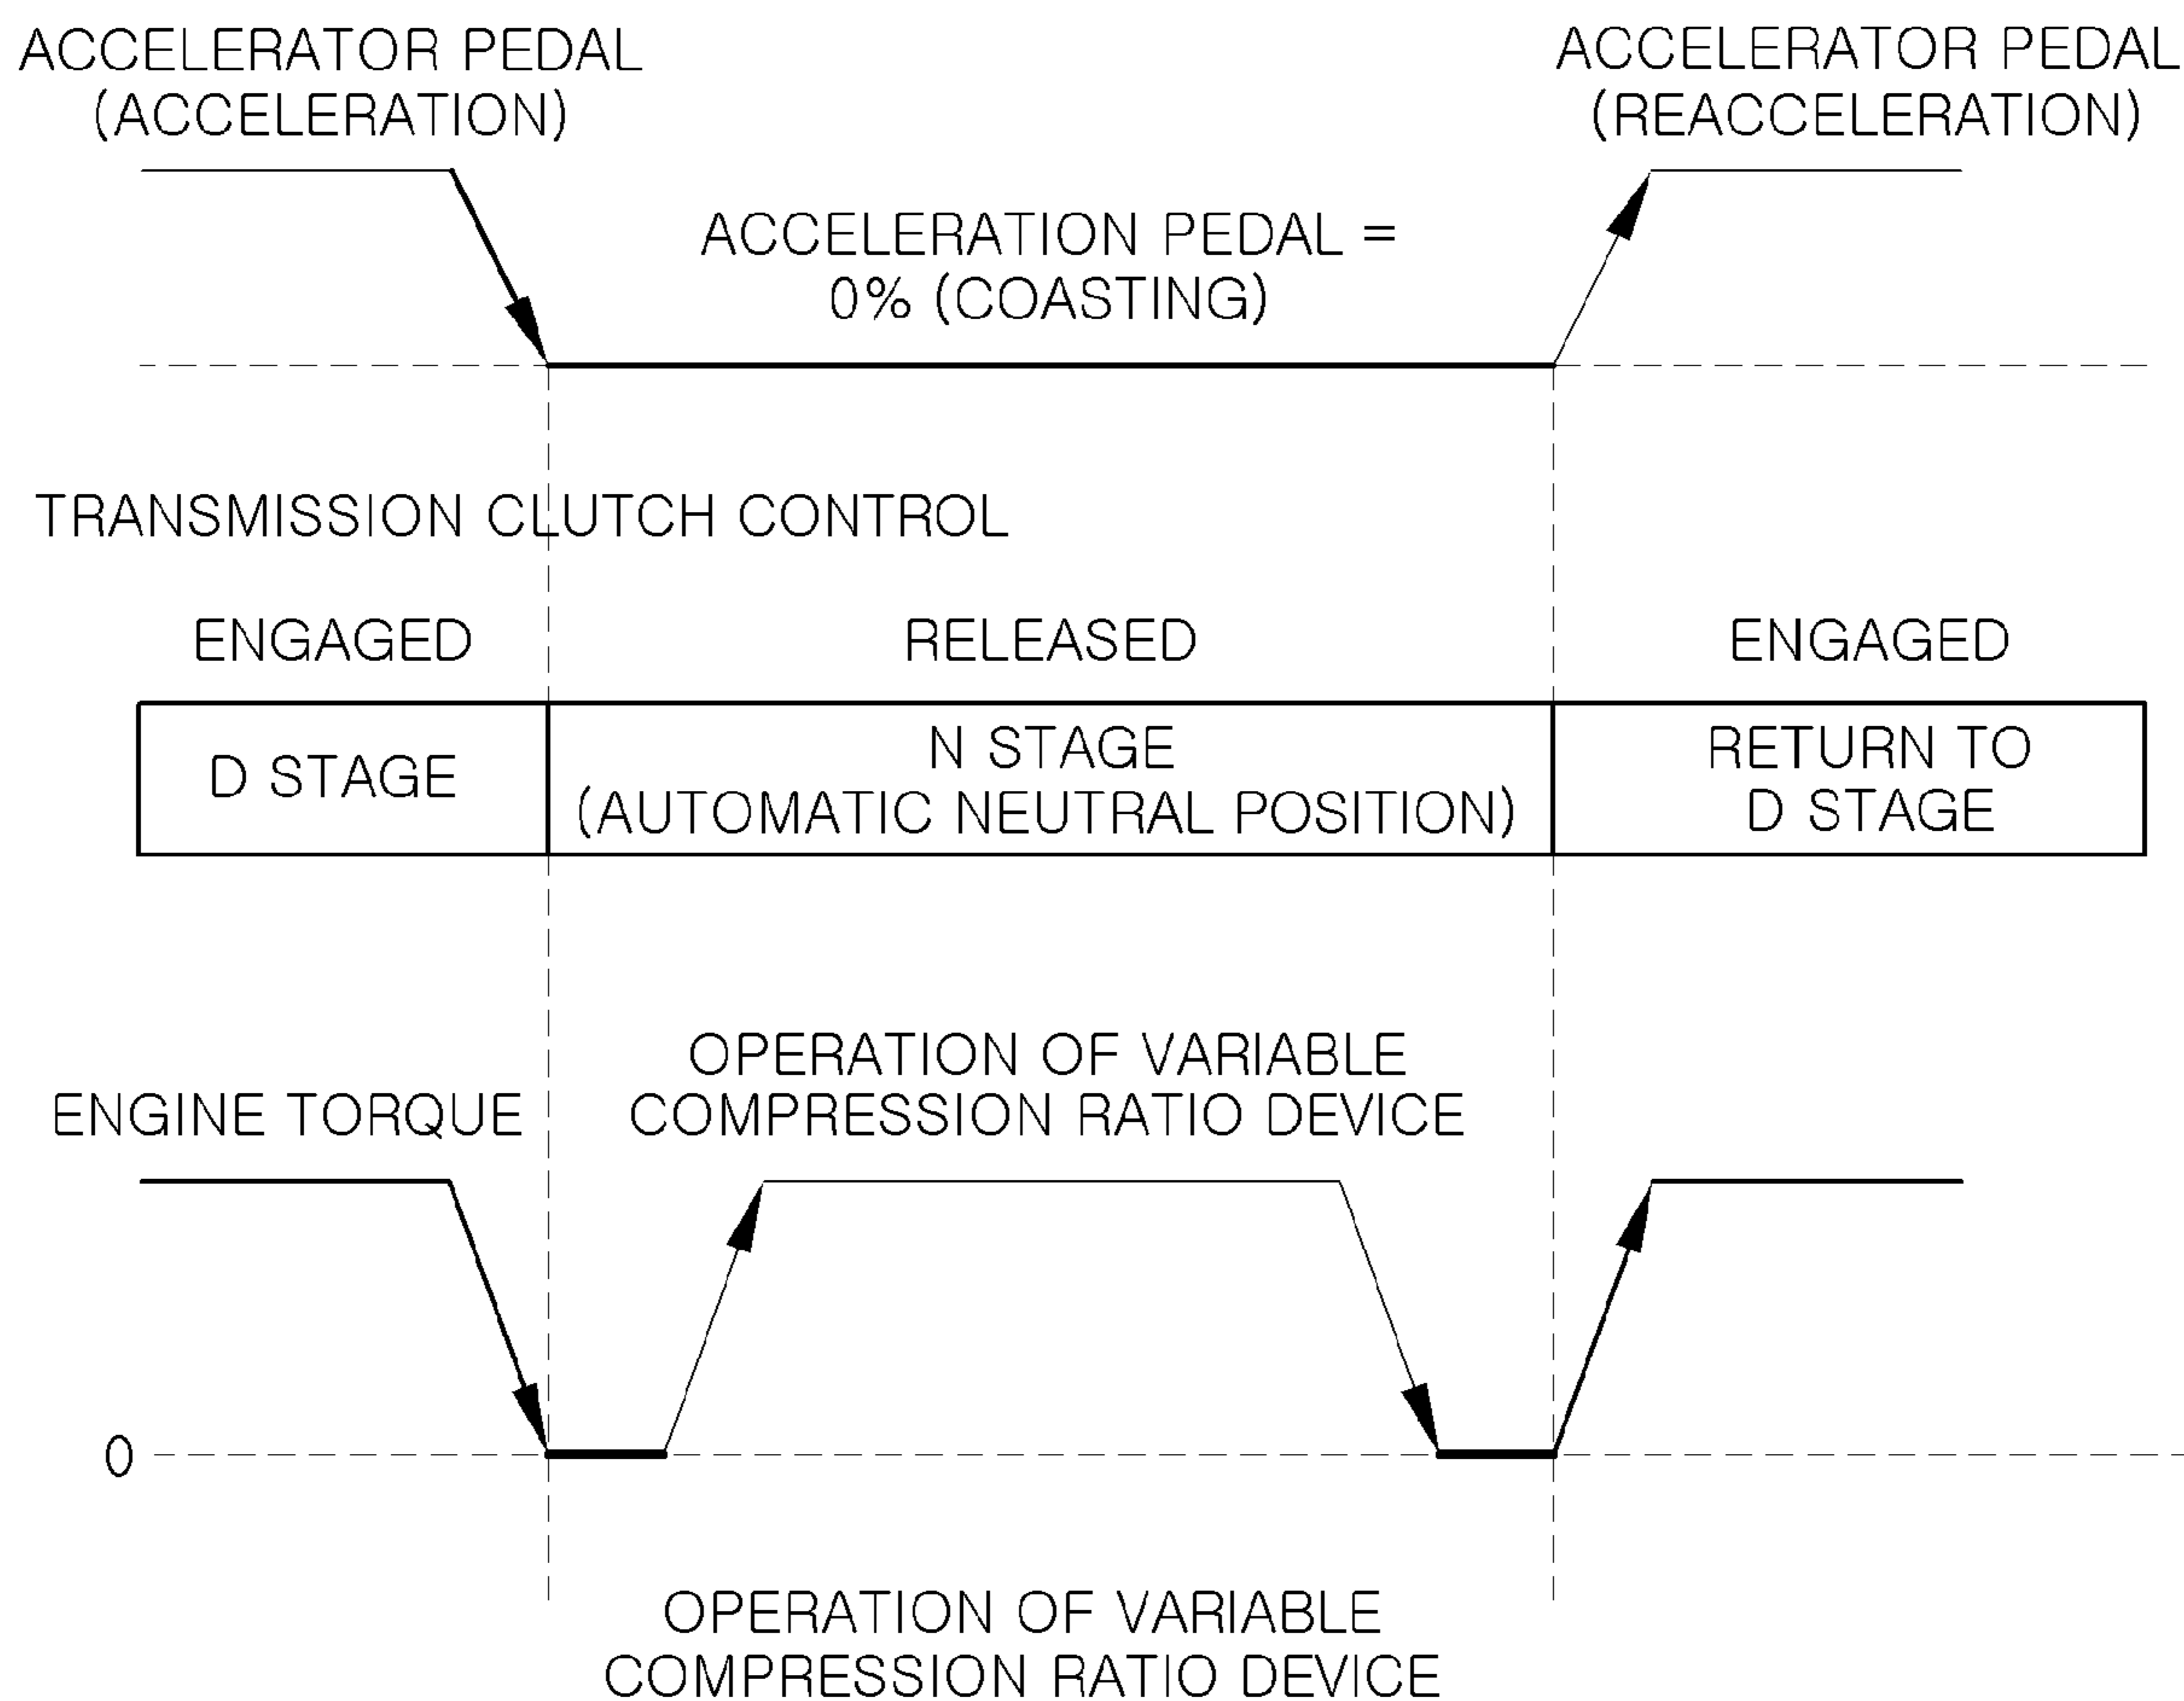 ACCELERATOR PEDAL
(ACCELERATION)
ACCELERATOR PEDAL
(REACCELERATION)
ACCELERATION PEDAL =
0% (COASTING)
TRANSMISSION CLUTCH CONTROL
ENGAGED
RELEASED
ENGAGED
D STAGE
N STAGE
(AUTOMATIC NEUTRAL POSITION)
RETURN TO
D STAGE
ENGINE TORQUE
OPERATION OF VARIABLE
COMPRESSION RATIO DEVICE
0
OPERATION OF VARIABLE
COMPRESSION RATIO DEVICE